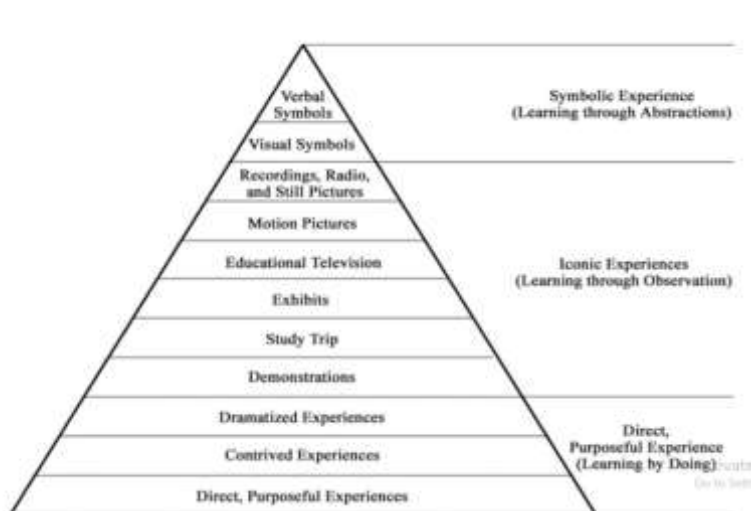 Verbal
Symbols
Symbolic Experience
(Learning through Abstractions)
Visual Symbols
Recordings, Radio,
and Still Pictures
Motion Pictures
Educational Television
Iconic Experiences
(Learning through Observation)
Exhibits
Study Trip
Demonstrations
Dramatized Experiences
Direct,
Purposeful Experience
(Learning by Doing)
Contrived Experiences
Direct, Purposeful Experiences